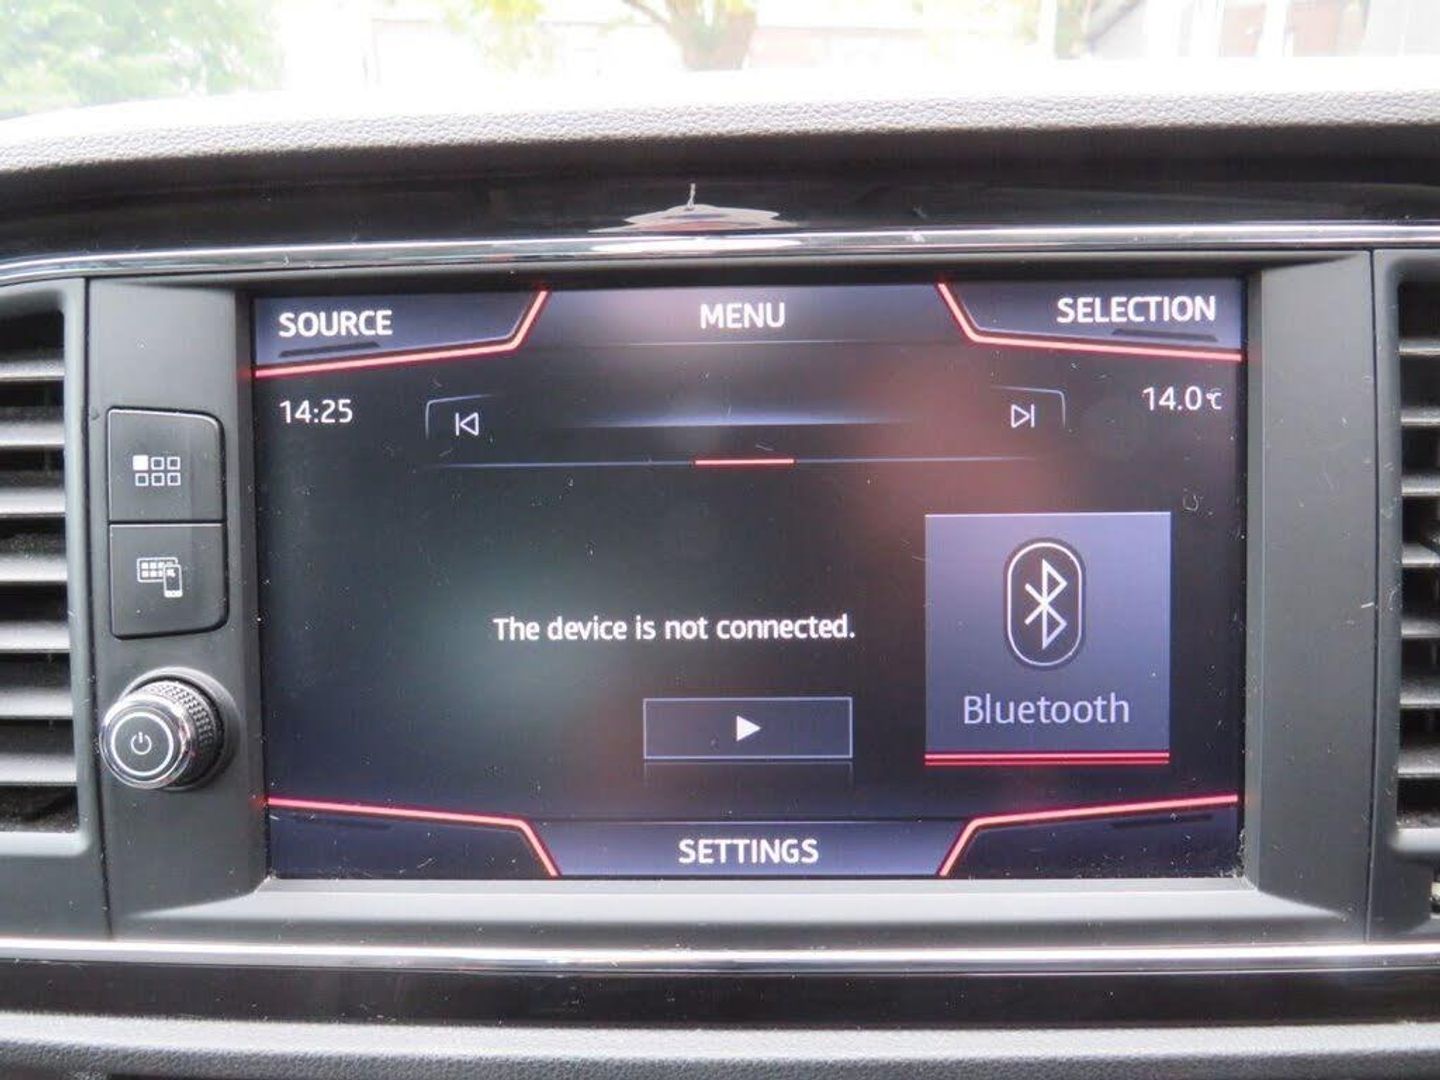 SOURCE
MENU
SELECTION
14:25
14.0°C
The device is not connected.
Bluetooth
SETTINGS